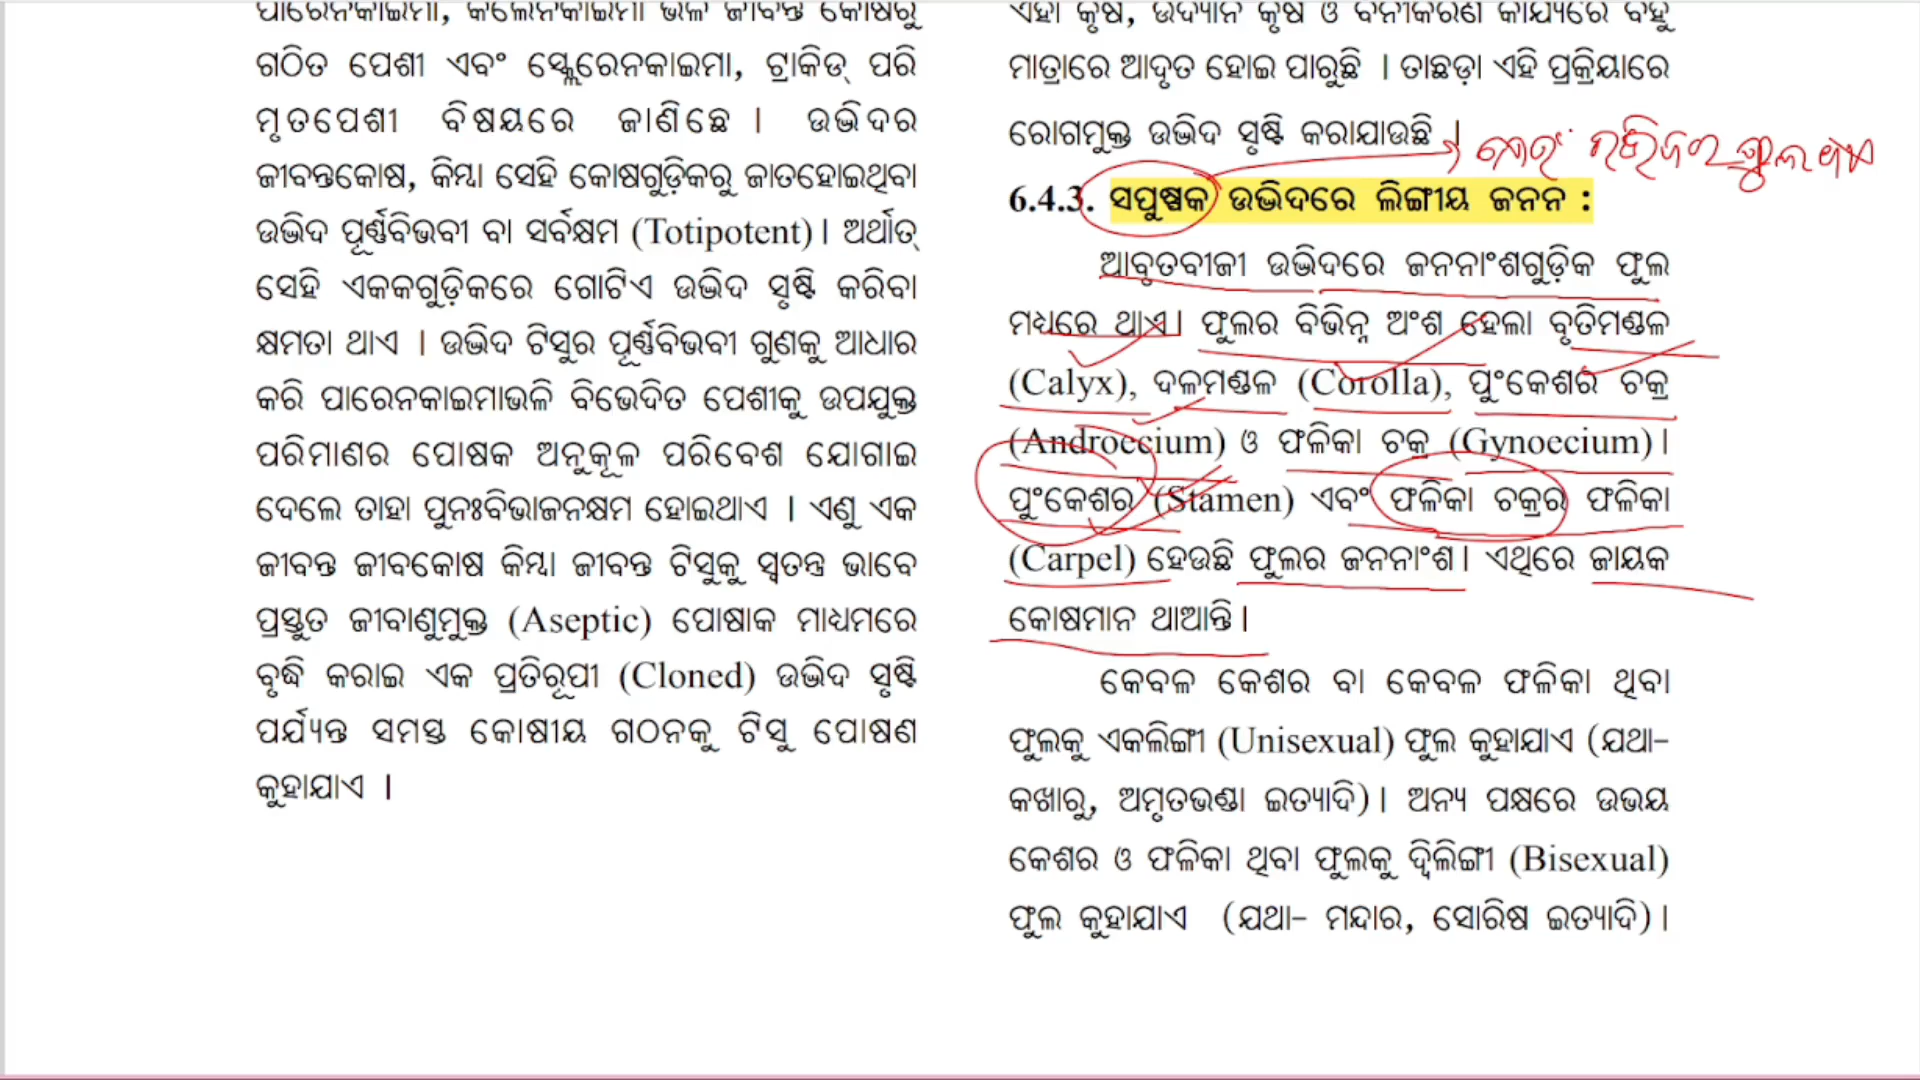 ପାରେନକାଇମା, କଲେନକାଇମା ଭଳି ଜୀବନ୍ତ କୋଷରୁ
ଗଠିତ ପେଶୀ ଏବଂ ସ୍କ୍ଲେରେନକାଇମା, ଟ୍ରାକିଡ୍ ପରି
ମୃତପେଶୀ ବିଷୟରେ ଜାଣିଛେ । ଉଦ୍ଭିଦର
ଜୀବନ୍ତକୋଷ, କିମ୍ବା ସେହି କୋଷଗୁଡ଼ିକରୁ ଜାତହୋଇଥିବା
ଉଦ୍ଭିଦ ପୂର୍ଣ୍ଣବିଭବୀ ବା ସର୍ବକ୍ଷମ (Totipotent)। ଅର୍ଥାତ୍
ସେହି ଏକକଗୁଡ଼ିକରେ ଗୋଟିଏ ଉଦ୍ଭିଦ ସୃଷ୍ଟି କରିବା
କ୍ଷମତା ଥାଏ । ଉଦ୍ଭିଦ ଟିସୁର ପୂର୍ଣ୍ଣବିଭବୀ ଗୁଣକୁ ଆଧାର
କରି ପାରେନକାଇମାଭଳି ବିଭେଦିତ ପେଶୀକୁ ଉପଯୁକ୍ତ
ପରିମାଣର ପୋଷକ ଅନୁକୂଳ ପରିବେଶ ଯୋଗାଇ
ଦେଲେ ତାହା ପୁନଃବିଭାଜନକ୍ଷମ ହୋଇଥାଏ । ଏଣୁ ଏକ
ଜୀବନ୍ତ ଜୀବକୋଷ କିମ୍ବା ଜୀବନ୍ତ ଟିସୁକୁ ସ୍ୱତନ୍ତ୍ର ଭାବେ
ପ୍ରସ୍ତୁତ ଜୀବାଣୁମୁକ୍ତ (Aseptic) ପୋଷାକ ମାଧ୍ୟମରେ
ବୃଦ୍ଧି କରାଇ ଏକ ପ୍ରତିରୂପୀ (Cloned) ଉଦ୍ଭିଦ ସୃଷ୍ଟି
ପର୍ଯ୍ୟନ୍ତ ସମସ୍ତ କୋଷୀୟ ଗଠନକୁ ଟିସୁ ପୋଷଣ
କୁହାଯାଏ ।
ଏହା କୃଷି, ଉଦ୍ୟାନ କୃଷି ଓ ବନୀକରଣ କାର୍ଯ୍ୟରେ ବହୁ
ମାତ୍ରାରେ ଆଦୃତ ହୋଇ ପାରୁଛି । ତାଛଡ଼ା ଏହି ପ୍ରକ୍ରିୟାରେ
ରୋଗମୁକ୍ତ ଉଦ୍ଭିଦ ସୃଷ୍ଟି କରାଯାଉଛି ।
6.4.3. ସପୁଷ୍ପକ ଉଦ୍ଭିଦରେ ଲିଙ୍ଗୀୟ ଜନନ :
ଆବୃତବୀଜୀ ଉଦ୍ଭିଦରେ ଜନନାଂଶଗୁଡ଼ିକ ଫୁଲ
ମଧ୍ୟରେ ଥାଏ। ଫୁଲର ବିଭିନ୍ନ ଅଂଶ ହେଲା ବୃତିମଣ୍ଡଳ
(Calyx), ଦଳମଣ୍ଡଳ (Corolla), ପୁଂକେଶର ଚକ୍ର
(Androecium) ଓ ଫଳିକା ଚକ୍ର (Gynoecium)।
ପୁଂକେଶର (Stamen) ଏବଂ ଫଳିକା ଚକ୍ରର ଫଳିକା
(Carpel) ହେଉଛି ଫୁଲର ଜନନାଂଶ। ଏଥିରେ ଜାୟକ
କୋଷମାନ ଥାଆନ୍ତି।
କେବଳ କେଶର ବା କେବଳ ଫଳିକା ଥିବା
ଫୁଲକୁ ଏକଲିଙ୍ଗୀ (Unisexual) ଫୁଲ କୁହାଯାଏ (ଯଥା-
କଖାରୁ, ଅମୃତଭଣ୍ଡା ଇତ୍ୟାଦି)। ଅନ୍ୟ ପକ୍ଷରେ ଉଭୟ
କେଶର ଓ ଫଳିକା ଥିବା ଫୁଲକୁ ଦ୍ୱିଲିଙ୍ଗୀ (Bisexual)
ଫୁଲ କୁହାଯାଏ (ଯଥା- ମନ୍ଦାର, ସୋରିଷ ଇତ୍ୟାଦି)।